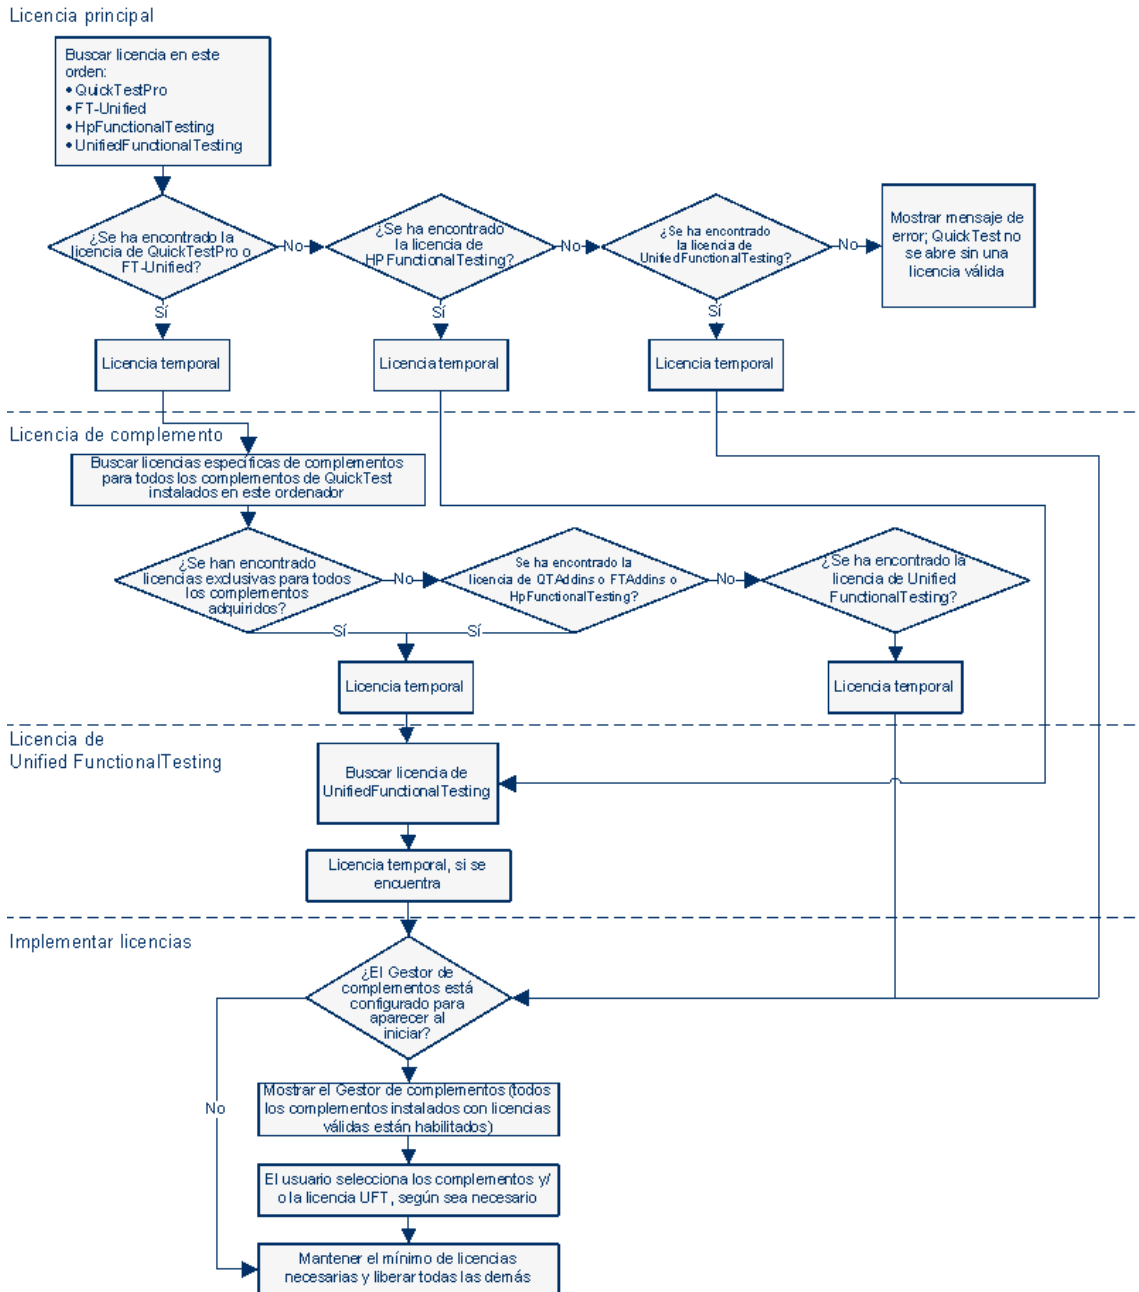 Licencia principal
Buscar licencia en este
orden:
• QuickTestPro
• FT-Unified
• HpFunctionalTesting
• UnifiedFunctionalTesting
¿Se ha encontrado la
licencia de QuickTestPro o
FT-Unified?
No
¿Se ha encontrado
la licencia de
HPFunctionalTesting?
No
¿Se ha encontrado
la licencia de
UnifiedFunctionalTesting?
No
Mostrar mensaje de
error; QuickTest no
se abre sin una
licencia válida
Sí
Sí
Sí
Licencia temporal
Licencia temporal
Licencia temporal
Licencia de complemento
Buscar licencias específicas de complementos
para todos los complementos de QuickTest
instalados en este ordenador
¿Se han encontrado
licencias exclusivas para todos
los complementos
adquiridos?
No
Se ha encontrado la
licencia de QTAddins o FTAddins o
HpFunctionalTesting?
No
¿Se ha encontrado la
licencia de Unified
FunctionalTesting?
Sí
Sí
Licencia temporal
Licencia temporal
Licencia de
Unified FunctionalTesting
Buscar licencia de
UnifiedFunctionalTesting
Licencia temporal, si se
encuentra
Implementar licencias
¿El Gestor de
complementos está
configurado para
aparecer al
iniciar?
No
Mostrar el Gestor de complementos (todos
los complementos instalados con licencias
válidas están habilitados)
El usuario selecciona los complementos y/
o la licencia UFT, según sea necesario
Mantener el mínimo de licencias
necesarias y liberar todas las demás